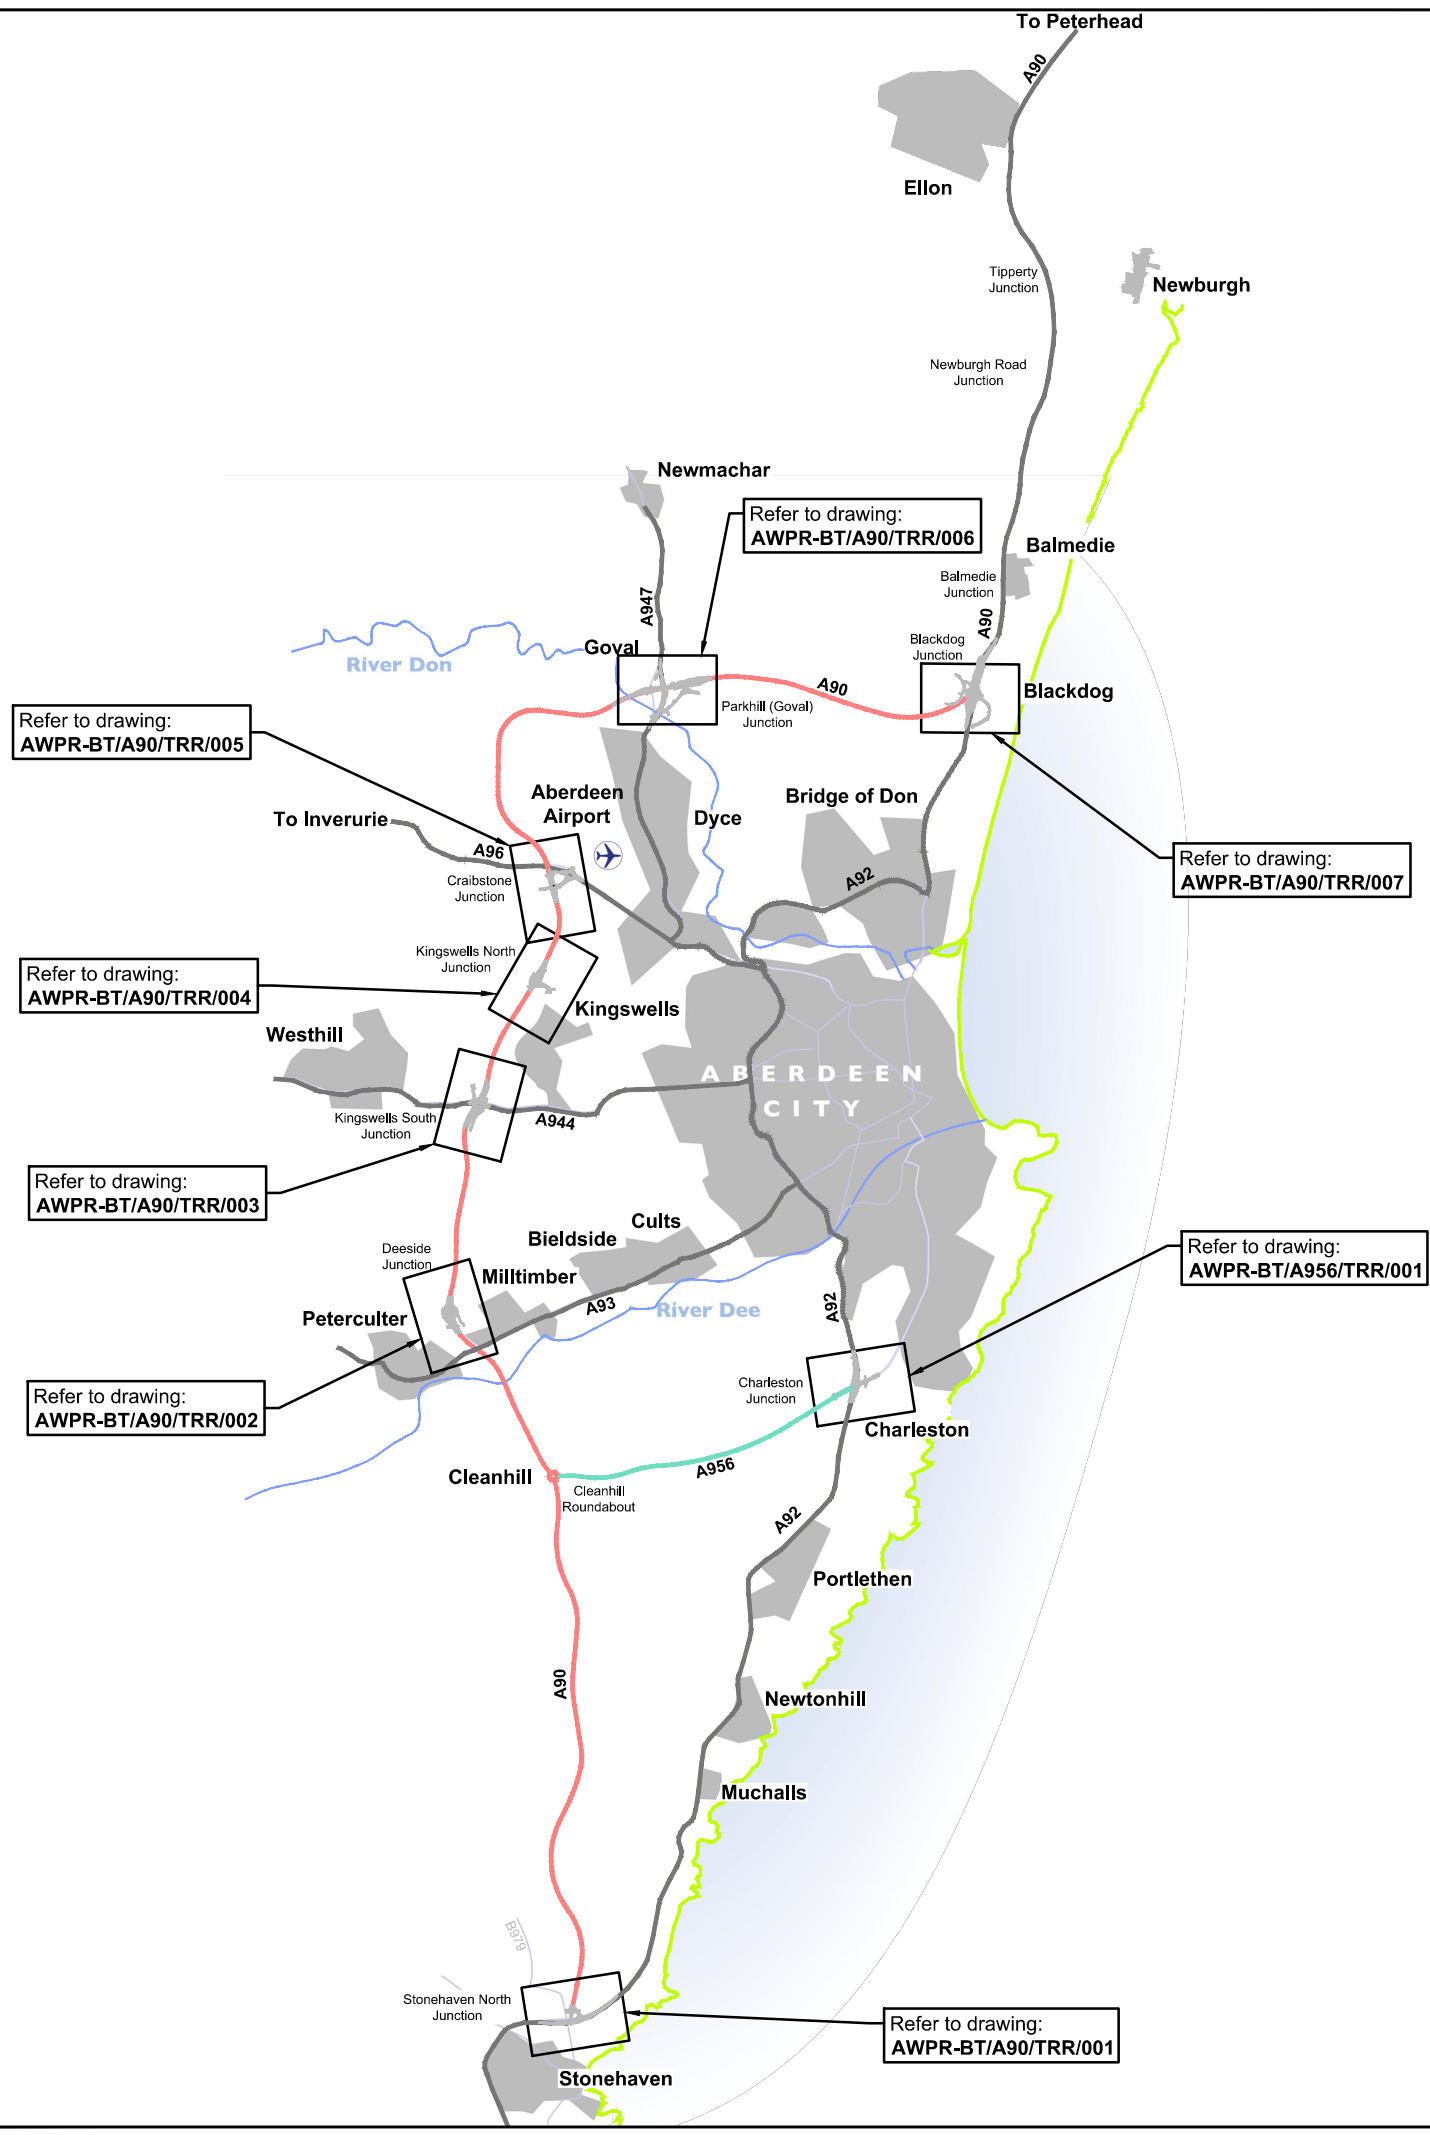 To Peterhead
A90
Ellon
Tipperty
Junction
Newburgh
Newburgh Road
Junction
Newmachar
Refer to drawing:
AWPR-BT/A90/TRR/006
Balmedie
Balmedie
Junction
A947
A90
Goval
Blackdog
Junction
River Don
A90
Blackdog
Parkhill (Goval)
Junction
Refer to drawing:
AWPR-BT/A90/TRR/005
Aberdeen
Airport
Bridge of Don
To Inverurie
Dyce
A96
Craibstone
Junction
A92
Refer to drawing:
AWPR-BT/A90/TRR/007
Kingswells North
Junction
Refer to drawing:
AWPR-BT/A90/TRR/004
Kingswells
Westhill
ABERDEEN
CITY
Kingswells South
Junction
A944
Refer to drawing:
AWPR-BT/A90/TRR/003
Cults
Bieldside
Deeside
Junction
Milltimber
Refer to drawing:
AWPR-BT/A956/TRR/001
A93
River Dee
A92
Peterculter
Refer to drawing:
AWPR-BT/A90/TRR/002
Charleston
Junction
Charleston
Cleanhill
A956
Cleanhill
Roundabout
A92
Portlethen
A90
Newtonhill
Muchalls
B979
Stonehaven North
Junction
Refer to drawing:
AWPR-BT/A90/TRR/001
Stonehaven